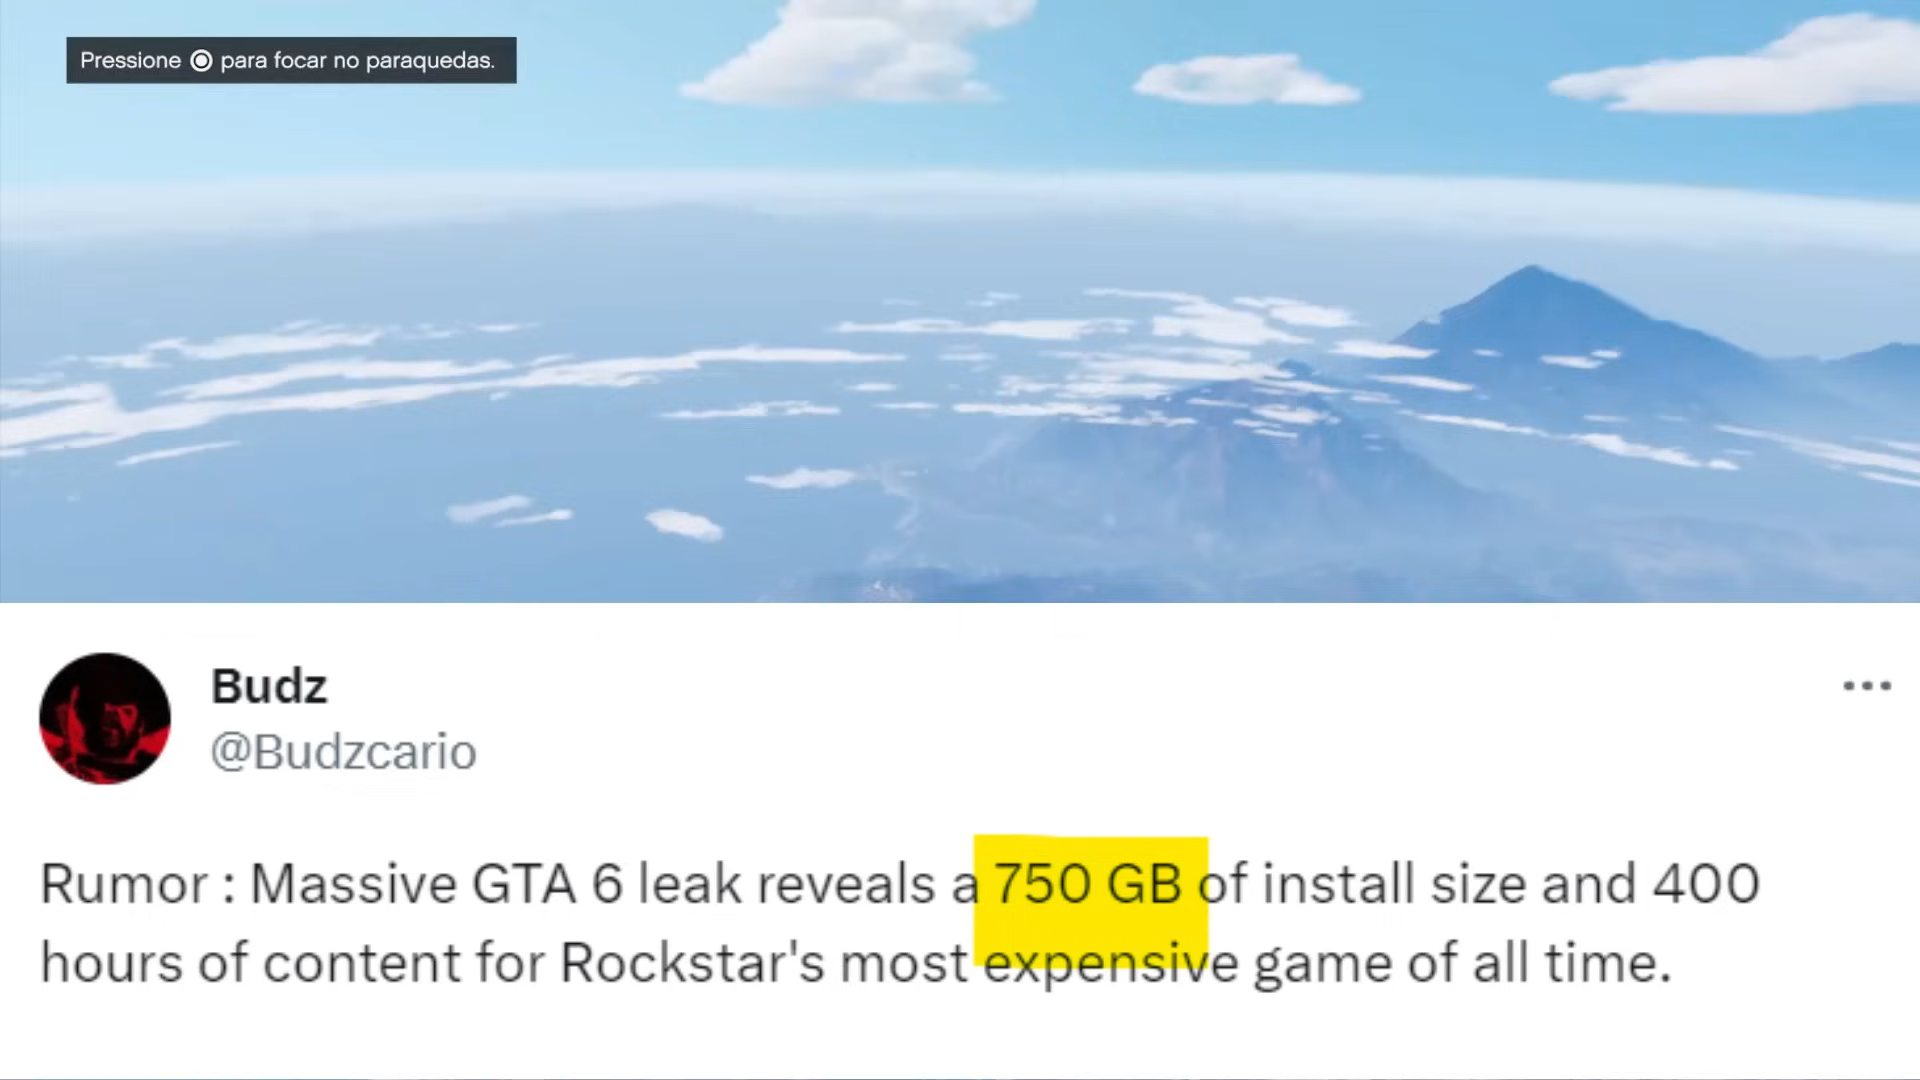 Pressione para focar no paraquedas.
Budz
@Budzcario
Rumor : Massive GTA 6 leak reveals a 750 GB of install size and 400
hours of content for Rockstar's most expensive game of all time.